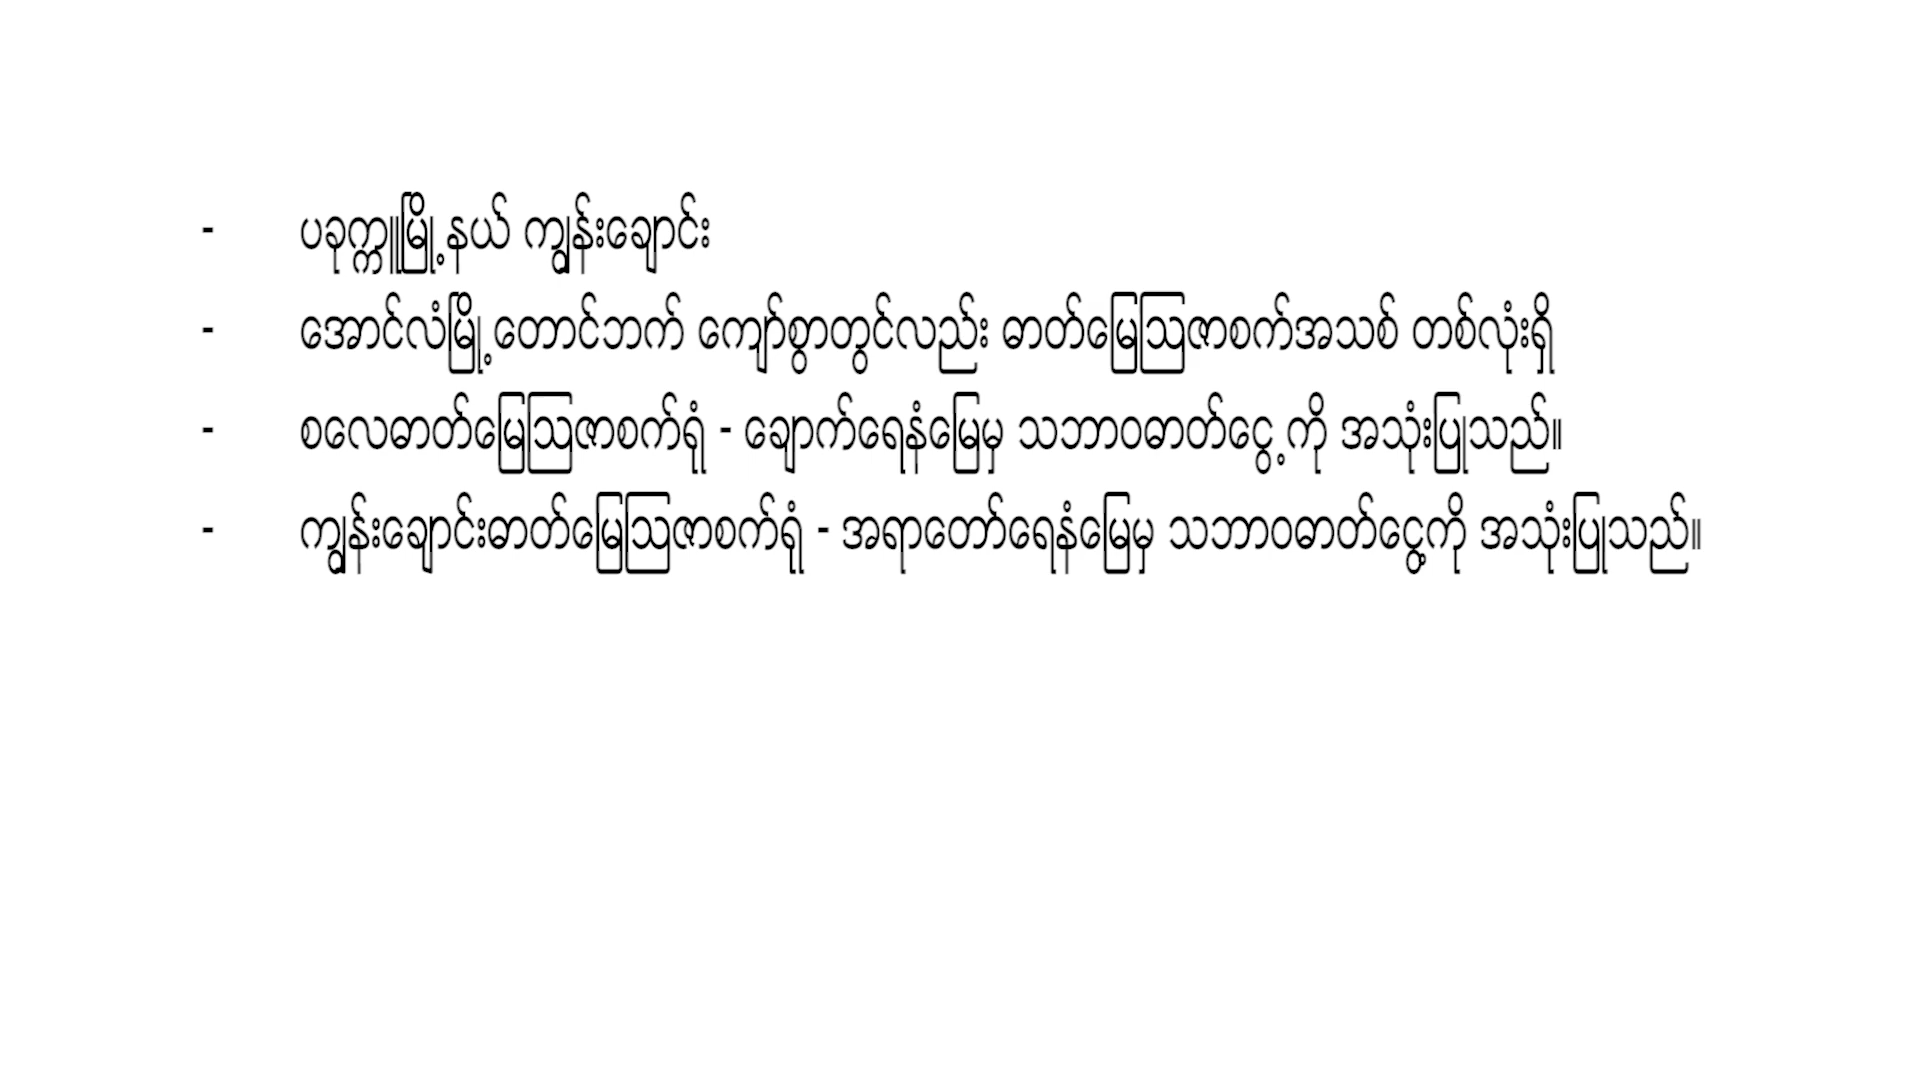 - ပခုက္ကူမြို့နယ် ကျွန်းချောင်း
- အောင်လံမြို့တောင်ဘက် ကျော်စွာတွင်လည်း ဓာတ်မြေဩဇာစက်အသစ် တစ်လုံးရှိ
- စလေဓာတ်မြေဩဇာစက်ရုံ - ချောက်ရေနံမြေမှ သဘာဝဓာတ်ငွေ့ကို အသုံးပြုသည်။
- ကျွန်းချောင်းဓာတ်မြေဩဇာစက်ရုံ - အရာတော်ရေနံမြေမှ သဘာဝဓာတ်ငွေ့ကို အသုံးပြုသည်။